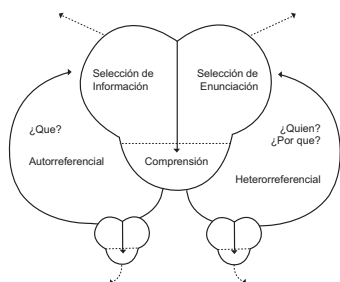 Selección de
Información
Selección de
Enunciación
¿Que?
Autorreferencial
Comprensión
¿Quien?
¿Por que?
Heterorreferencial